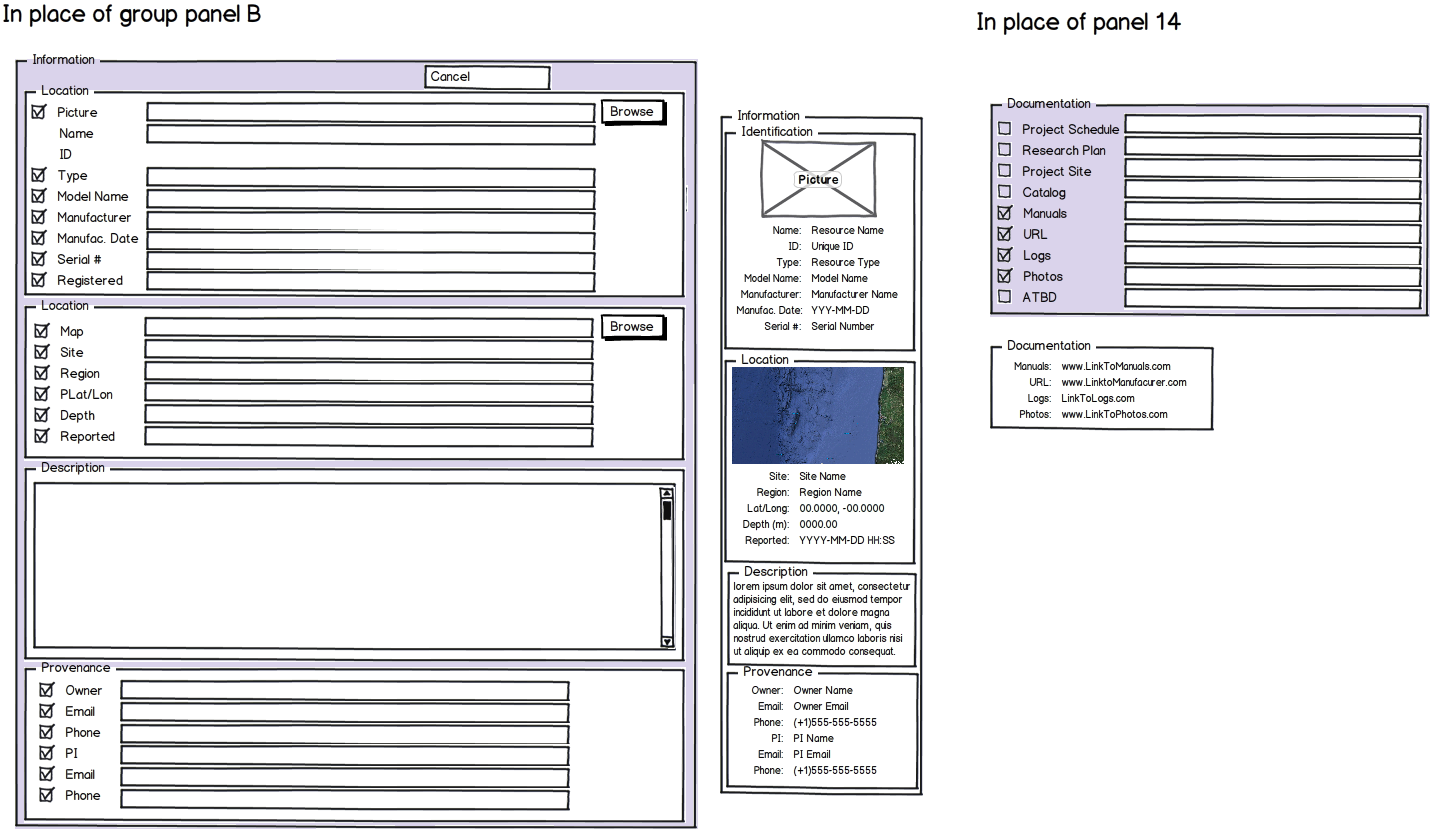 In place of group panel B
Information
Cancel
Location
Picture
Browse
Name
ID
Type
Model Name
Manufacturer
Manufac. Date
Serial #
Registered
Location
Map
Browse
Site
Region
PLat/Lon
Depth
Reported
Description
Provenance
Owner
Email
Phone
PI
Email
Phone
Information
Identification
Picture
Name: Resource Name
ID: Unique ID
Type: Resource Type
Model Name: Model Name
Manufacturer: Manufacturer Name
Manufac. Date: YYY-MM-DD
Serial #: Serial Number
Location
Site: Site Name
Region: Region Name
Lat/Long: 00.0000, -00.0000
Depth (m): 0000.00
Reported: YYYY-MM-DD HH:SS
Description
lorem ipsum dolor sit amet, consectetur
adipisicing elit, sed do eiusmod tempor
incididunt ut labore et dolore magna
aliqua. Ut enim ad minim veniam, quis
nostrud exercitation ullamco laboris nisi
ut aliquip ex ea commodo consequat.
Provenance
Owner: Owner Name
Email: Owner Email
Phone: (+1)555-555-5555
PI: PI Name
Email: PI Email
Phone: (+1)555-555-5555
In place of panel 14
Documentation
Project Schedule
Research Plan
Project Site
Catalog
Manuals
URL
Logs
Photos
ATBD
Documentation
Manuals: www.LinkToManuals.com
URL: www.LinktoManufacurer.com
Logs: LinkToLogs.com
Photos: www.LinkToPhotos.com